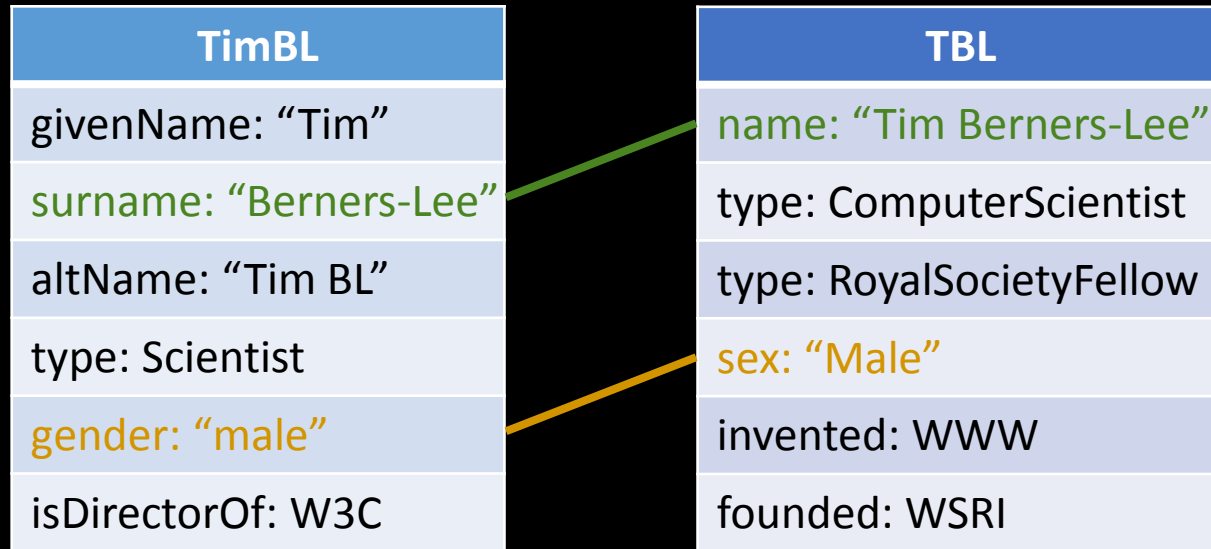 TimBL
givenName: “Tim”
surname: “Berners-Lee”
altName: “Tim BL”
type: Scientist
gender: “male”
isDirectorOf: W3C
TBL
name: “Tim Berners-Lee”
type: ComputerScientist
type: RoyalSocietyFellow
sex: “Male”
invented: WWW
founded: WSRI